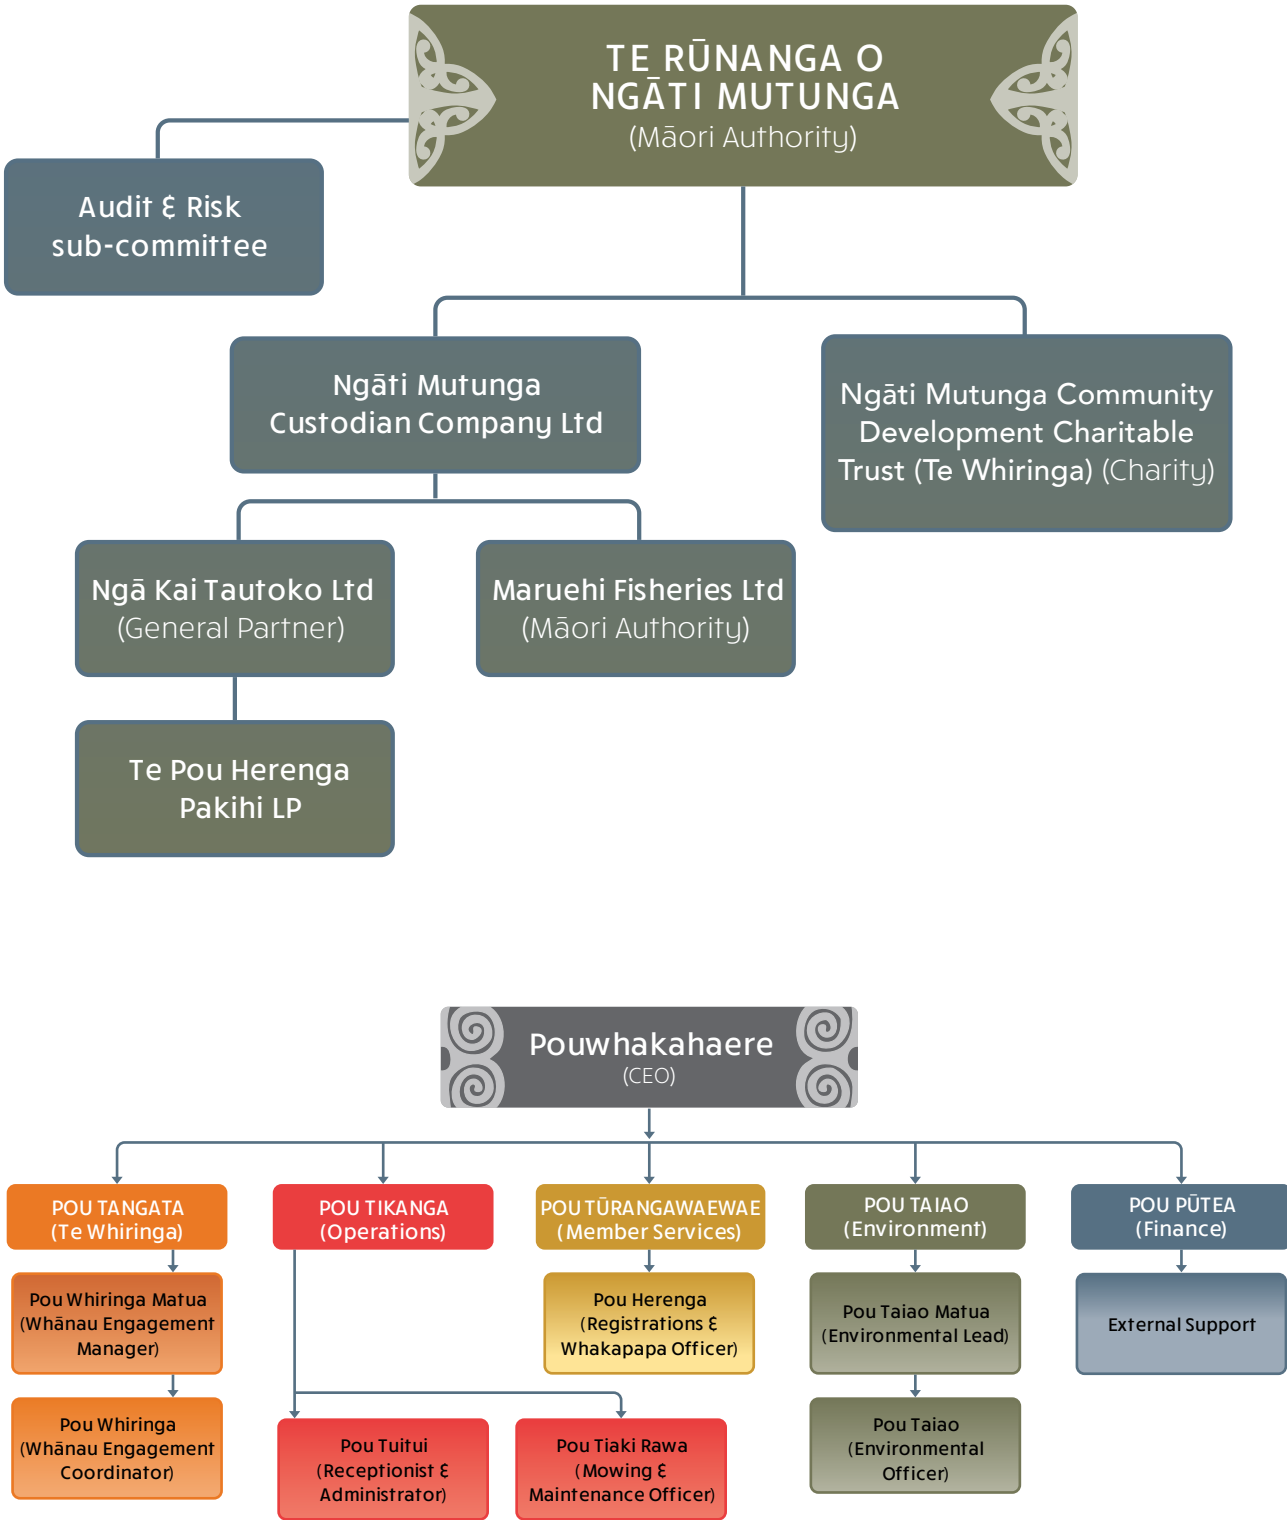 TE RŪNANGA O
NGĀTI MUTUNGA
(Māori Authority)
Audit & Risk
sub-committee
Ngāti Mutunga
Custodian Company Ltd
Ngāti Mutunga Community
Development Charitable
Trust (Te Whiringa) (Charity)
Ngā Kai Tautoko Ltd
(General Partner)
Maruehi Fisheries Ltd
(Māori Authority)
Te Pou Herenga
Pakihi LP
Pouwhakahaere
(CEO)
POU TANGATA
(Te Whiringa)
POU TIKANGA
(Operations)
POU TŪRANGAWAEWAE
(Member Services)
POU TAIAO
(Environment)
POU PŪTEA
(Finance)
Pou Whiringa Matua
(Whānau Engagement
Manager)
Pou Herenga
(Registrations &
Whakapapa Officer)
Pou Taiao Matua
(Environmental Lead)
External Support
Pou Whiringa
(Whānau Engagement
Coordinator)
Pou Tuitui
(Receptionist &
Administrator)
Pou Tiaki Rawa
(Mowing &
Maintenance Officer)
Pou Taiao
(Environmental
Officer)